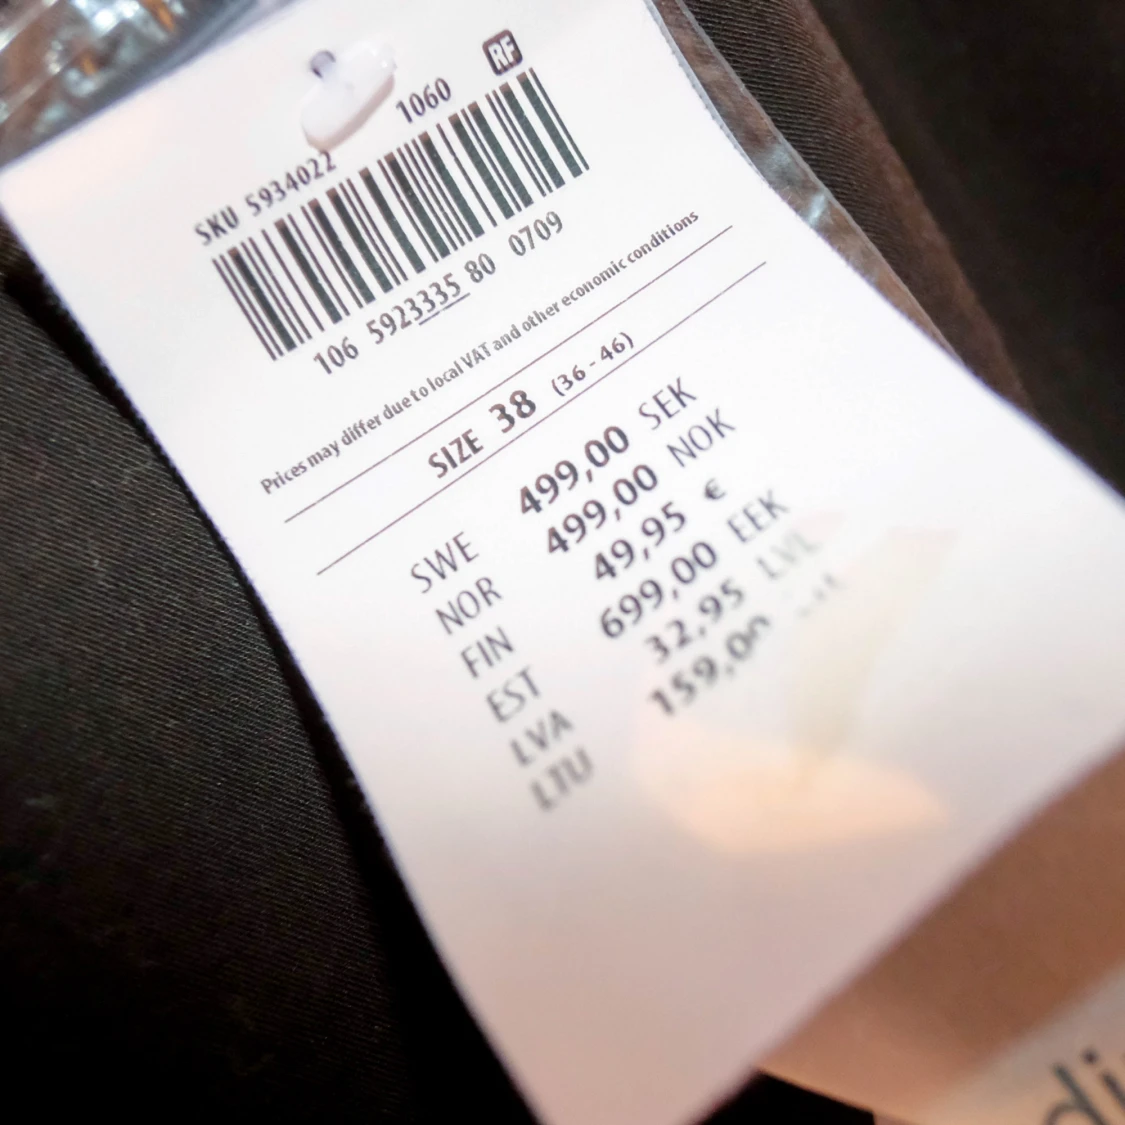 RF
1060
SKU 5934022
106 5923335 80 0709
Prices may differ due to local VAT and other economic conditions
SIZE 38 (36 - 46)
SWE 499,00 SEK
NOR 499,00 NOK
FIN 49,95 €
EST 699,00 EEK
LVA 32,95 LVL
LTU 159,00